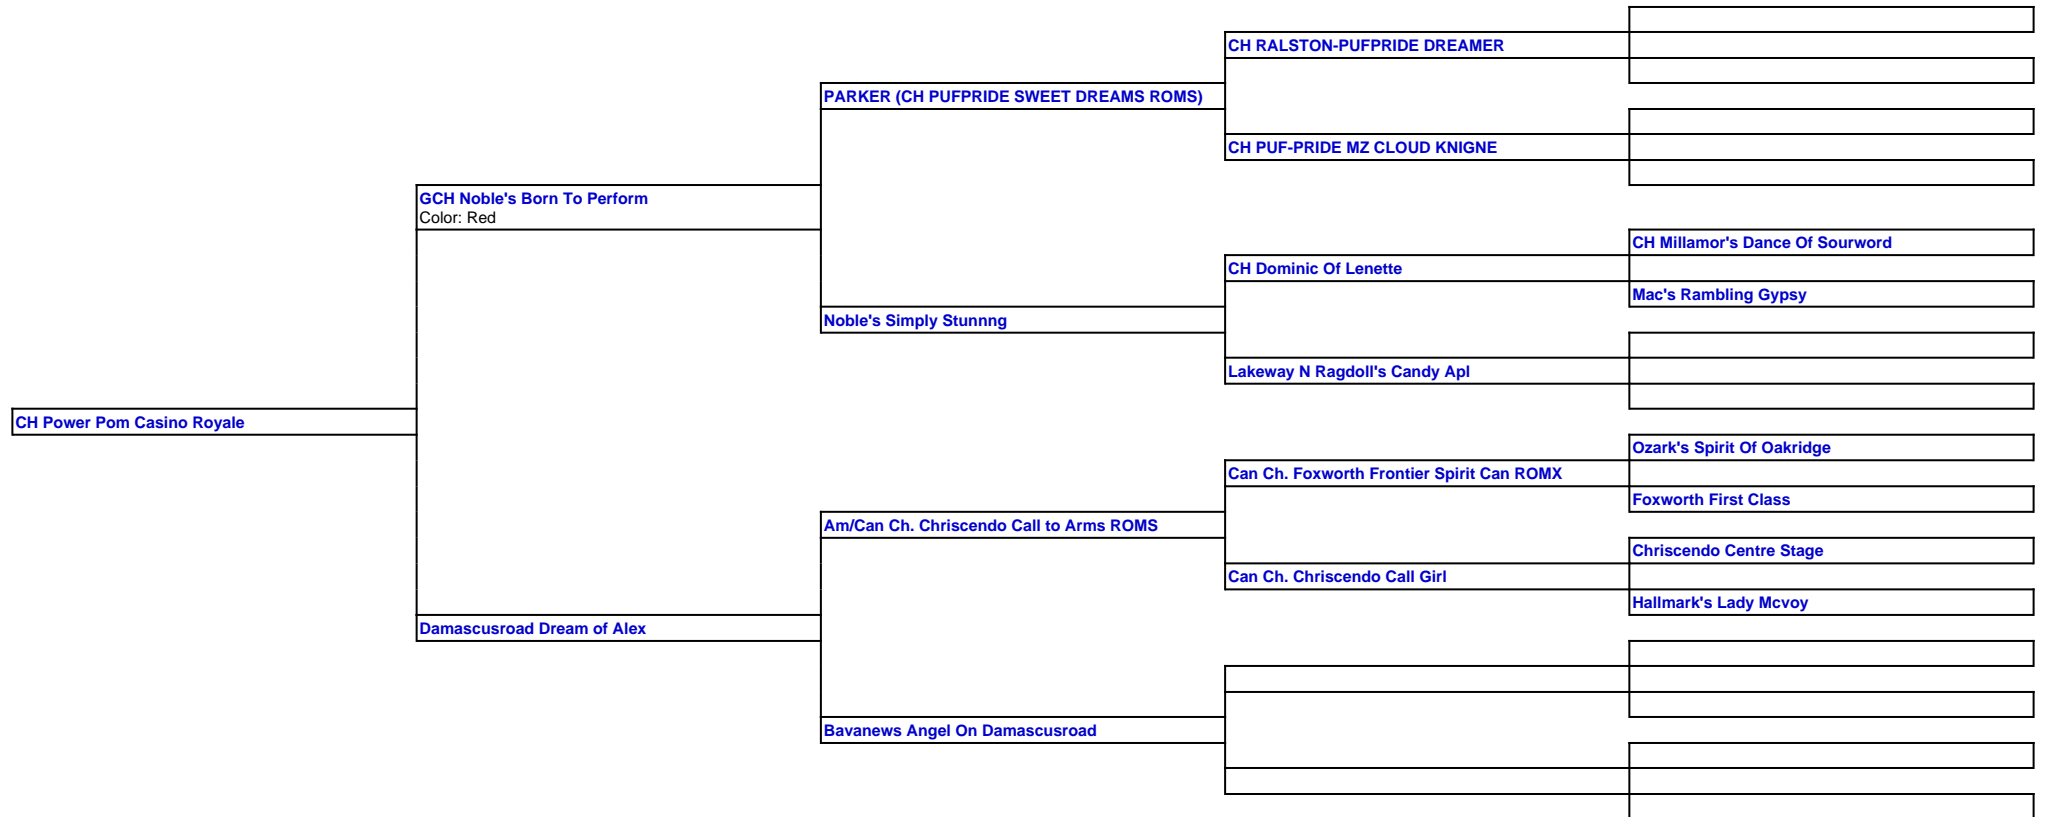 CH RALSTON-PUFPRIDE DREAMER
PARKER (CH PUFPRIDE SWEET DREAMS ROMS)
CH PUF-PRIDE MZ CLOUD KNIGNE
GCH Noble's Born To Perform
Color: Red
CH Millamor's Dance Of Sourword
CH Dominic Of Lenette
Mac's Rambling Gypsy
Noble's Simply Stunnng
Lakeway N Ragdoll's Candy Apl
CH Power Pom Casino Royale
Ozark's Spirit Of Oakridge
Can Ch. Foxworth Frontier Spirit Can ROMX
Foxworth First Class
Am/Can Ch. Chriscendo Call to Arms ROMS
Chriscendo Centre Stage
Can Ch. Chriscendo Call Girl
Hallmark's Lady Mcvoy
Damascusroad Dream of Alex
Bavanews Angel On Damascusroad